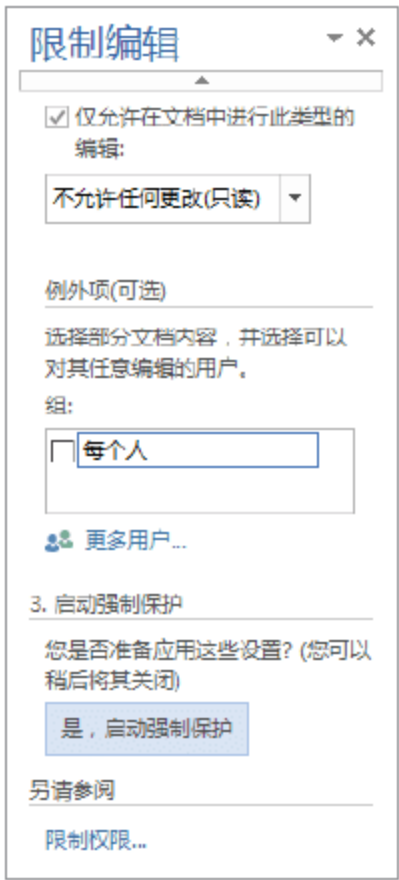 限制编辑
仅允许在文档中进行此类型的
编辑:
不允许任何更改(只读)
例外项(可选)
选择部分文档内容，并选择可以
对其任意编辑的用户。
组:
每个人
更多用户...
3. 启动强制保护
您是否准备应用这些设置? (您可以
稍后将其关闭)
是，启动强制保护
另请参阅
限制权限...